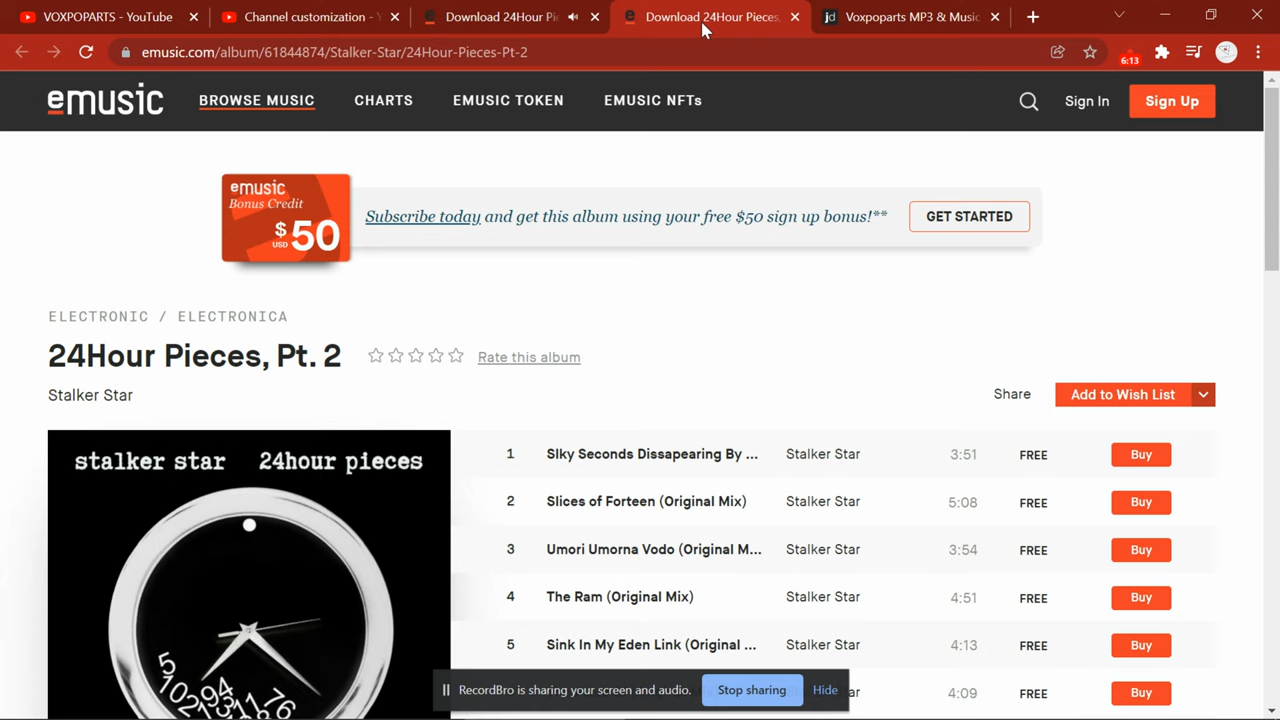 VOXPOPARTS - YouTube
Channel customization -
Download 24Hour Pi
Download 24Hour Pieces,
jd Voxpoparts MP3 & Music
emusic.com/album/61844874/Stalker-Star/24Hour-Pieces-Pt-2
6:13
emusic
BROWSE MUSIC
CHARTS
EMUSIC TOKEN
EMUSIC NFTs
Sign In
Sign Up
emusic
Bonus Credit
$ USD 50
Subscribe today and get this album using your free $50 sign up bonus!**
GET STARTED
ELECTRONIC / ELECTRONICA
24Hour Pieces, Pt. 2
Rate this album
Stalker Star
Share
Add to Wish List
stalker star 24hour pieces
1 Slky Seconds Dissapearing By ... Stalker Star 3:51 FREE Buy
2 Slices of Forteen (Original Mix) Stalker Star 5:08 FREE Buy
3 Umori Umorna Vodo (Original M... Stalker Star 3:54 FREE Buy
4 The Ram (Original Mix) Stalker Star 4:51 FREE Buy
5 Sink In My Eden Link (Original ... Stalker Star 4:13 FREE Buy
4:09 FREE Buy
RecordBro is sharing your screen and audio.
Stop sharing
Hide